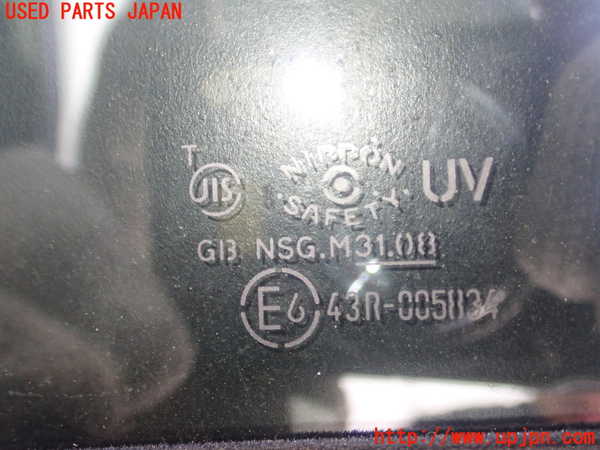 USED PARTS JAPAN
T
JIS
NIPPON
SAFETY
UV
GB NSG.M31.08
E6 43R-005834
http://www.upjpn.com